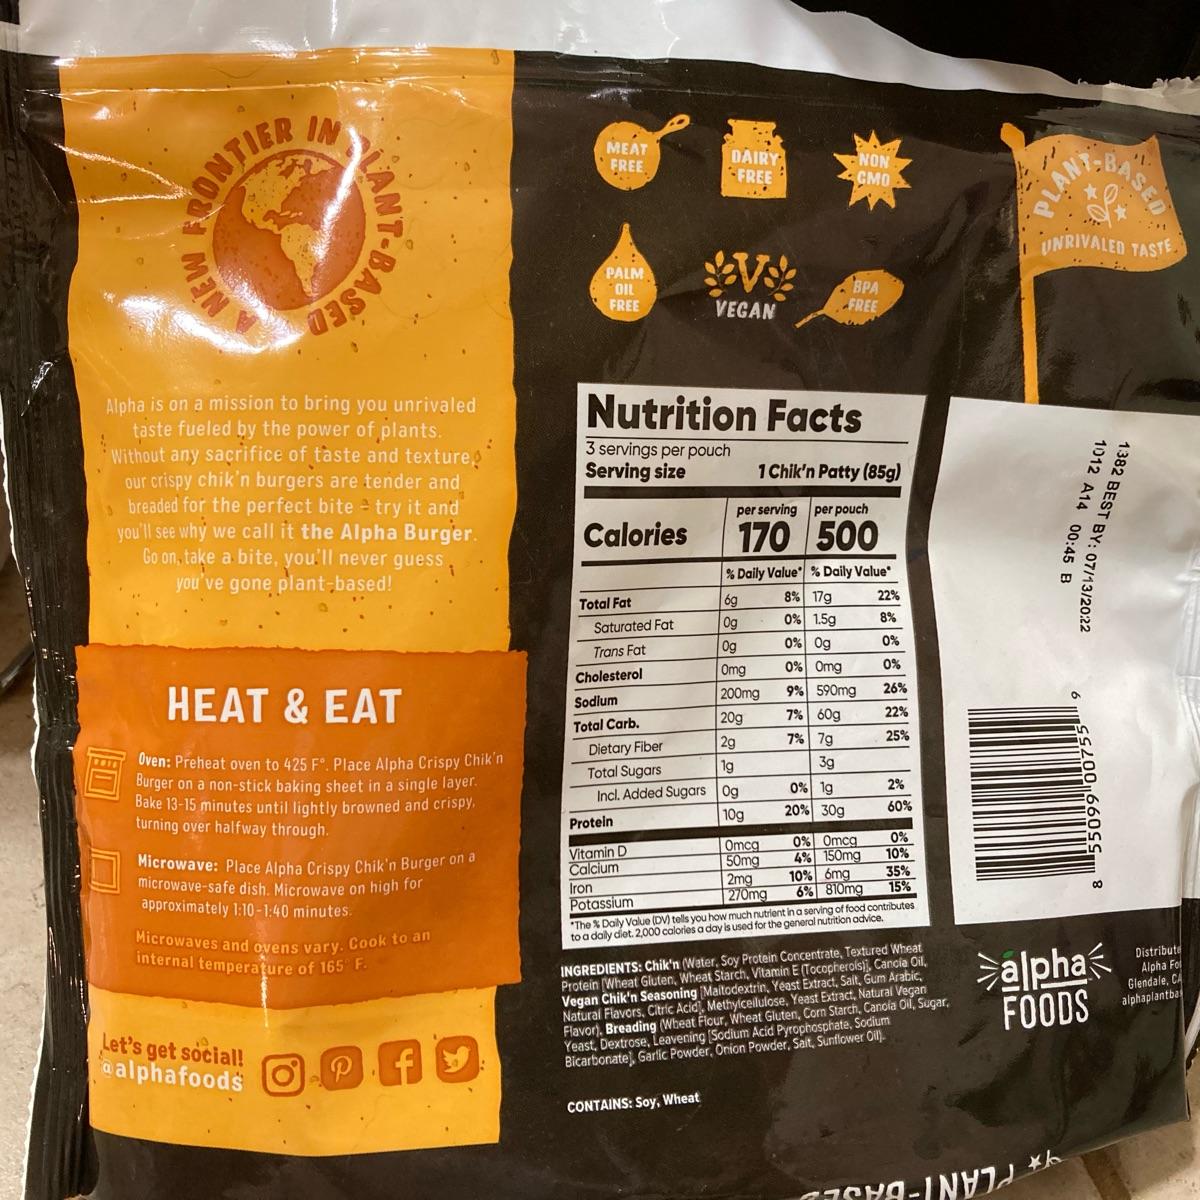 A NEW FRONTIER IN PLANT-BASED
Alpha is on a mission to bring you unrivaled
taste fueled by the power of plants.
Without any sacrifice of taste and texture,
our crispy chik'n burgers are tender and
breaded for the perfect bite - try it and
you'll see why we call it the Alpha Burger.
Go on, take a bite, you'll never guess
you've gone plant-based!
HEAT & EAT
Oven: Preheat oven to 425 F°. Place Alpha Crispy Chik'n
Burger on a non-stick baking sheet in a single layer.
Bake 13-15 minutes until lightly browned and crispy,
turning over halfway through.
Microwave: Place Alpha Crispy Chik'n Burger on a
microwave-safe dish. Microwave on high for
approximately 1:10-1:40 minutes.
Microwaves and ovens vary. Cook to an
internal temperature of 165° F.
Let's get social!
@alphafoods
MEAT
FREE
DAIRY
FREE
NON
GMO
PALM
OIL
FREE
V
VEGAN
BPA
FREE
PLANT-BASED
UNRIVALED TASTE
Nutrition Facts
3 servings per pouch
Serving size 1 Chik'n Patty (85g)
per serving per pouch
Calories 170 500
% Daily Value* % Daily Value*
Total Fat 6g 8% 17g 22%
Saturated Fat 0g 0% 1.5g 8%
Trans Fat 0g 0% 0g 0%
Cholesterol 0mg 0% 0mg 0%
Sodium 200mg 9% 590mg 26%
Total Carb. 20g 7% 60g 22%
Dietary Fiber 2g 7% 7g 25%
Total Sugars 1g 3g
Incl. Added Sugars 0g 0% 1g 2%
Protein 10g 20% 30g 60%
Vitamin D 0mcg 0% 0mcg 0%
Calcium 50mg 4% 150mg 10%
Iron 2mg 10% 6mg 35%
Potassium 270mg 6% 810mg 15%
*The % Daily Value (DV) tells you how much nutrient in a serving of food contributes
to a daily diet. 2,000 calories a day is used for the general nutrition advice.
INGREDIENTS: Chik'n (Water, Soy Protein Concentrate, Textured Wheat
Protein [Wheat Gluten, Wheat Starch, Vitamin E (Tocopherols)], Canola Oil,
Vegan Chik'n Seasoning [Maltodextrin, Yeast Extract, Salt, Gum Arabic,
Natural Flavors, Citric Acid], Methylcellulose, Yeast Extract, Natural Vegan
Flavor), Breading (Wheat Flour, Wheat Gluten, Corn Starch, Canola Oil, Sugar,
Yeast, Dextrose, Leavening [Sodium Acid Pyrophosphate, Sodium
Bicarbonate], Garlic Powder, Onion Powder, Salt, Sunflower Oil).
CONTAINS: Soy, Wheat
1382 BEST BY: 07/13/2022
1012 A14 00:45 B
8 55099 00755 6
alpha
FOODS
Distribute
Alpha Fo
Glendale, CA
alphaplantba
PLANT-BASED